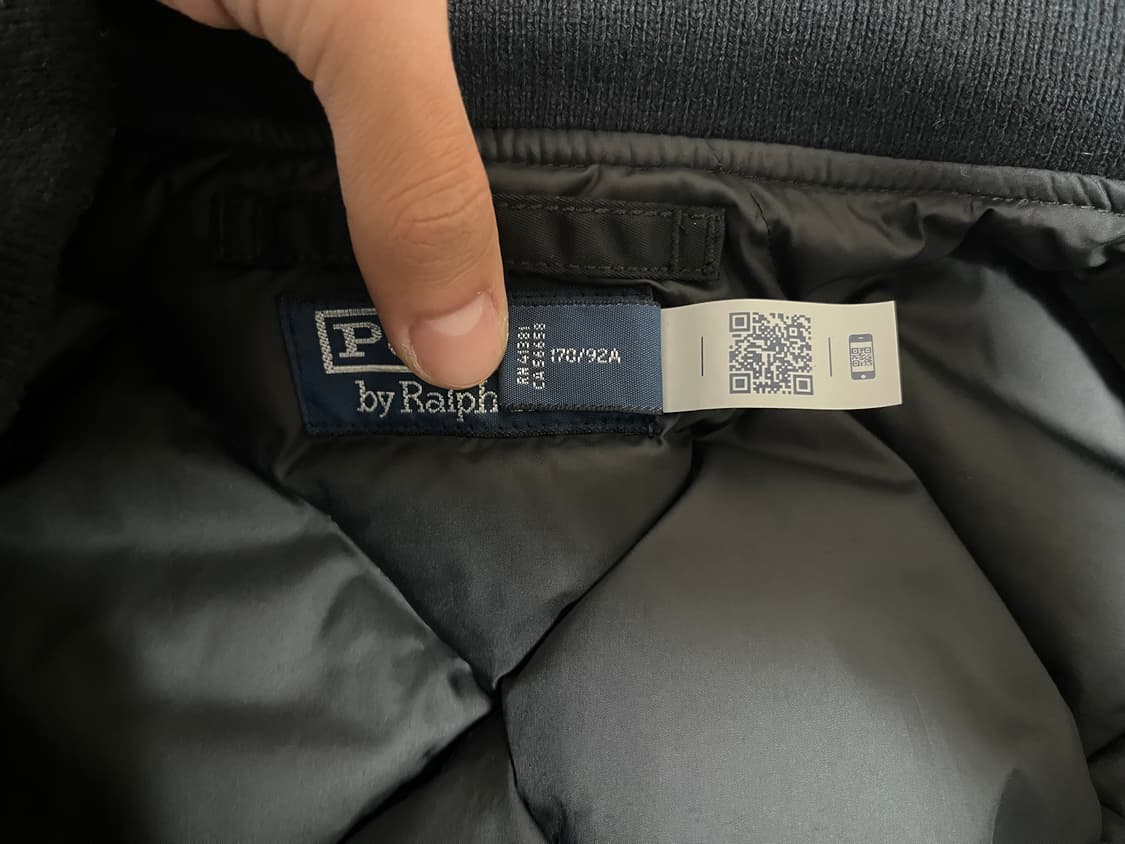 P
by Ralph
RN 41381
CA 56658
170/92A